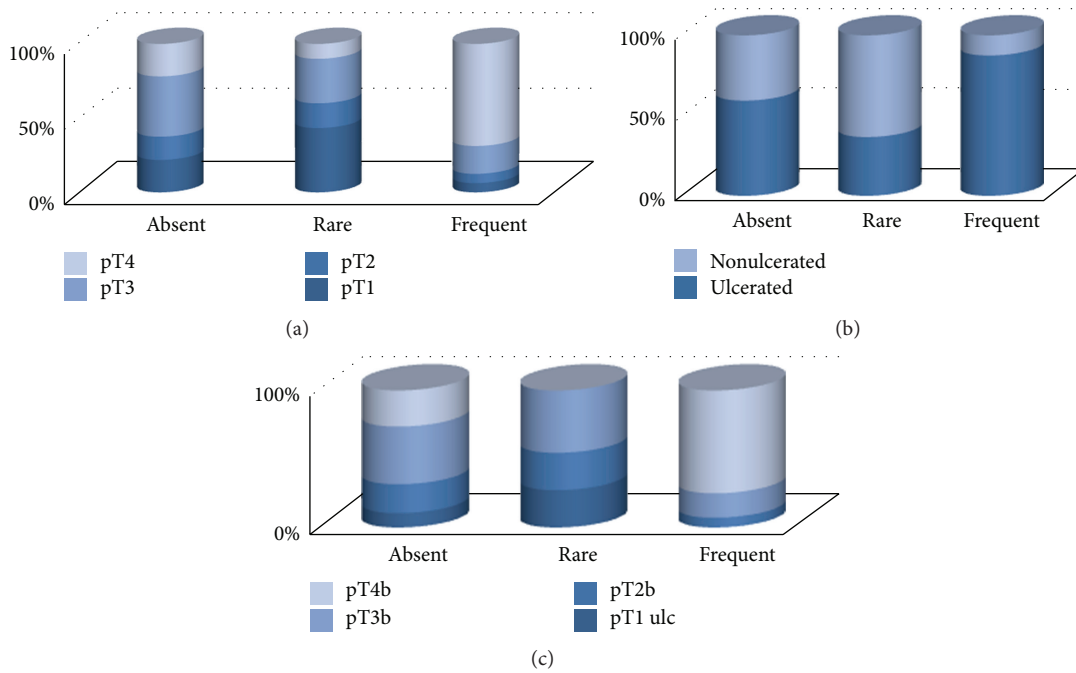 100%
50%
0%
Absent Rare Frequent
pT4 pT2
pT3 pT1
(a)
100%
50%
0%
Absent Rare Frequent
Nonulcerated
Ulcerated
(b)
100%
0%
Absent Rare Frequent
pT4b pT2b
pT3b pT1 ulc
(c)